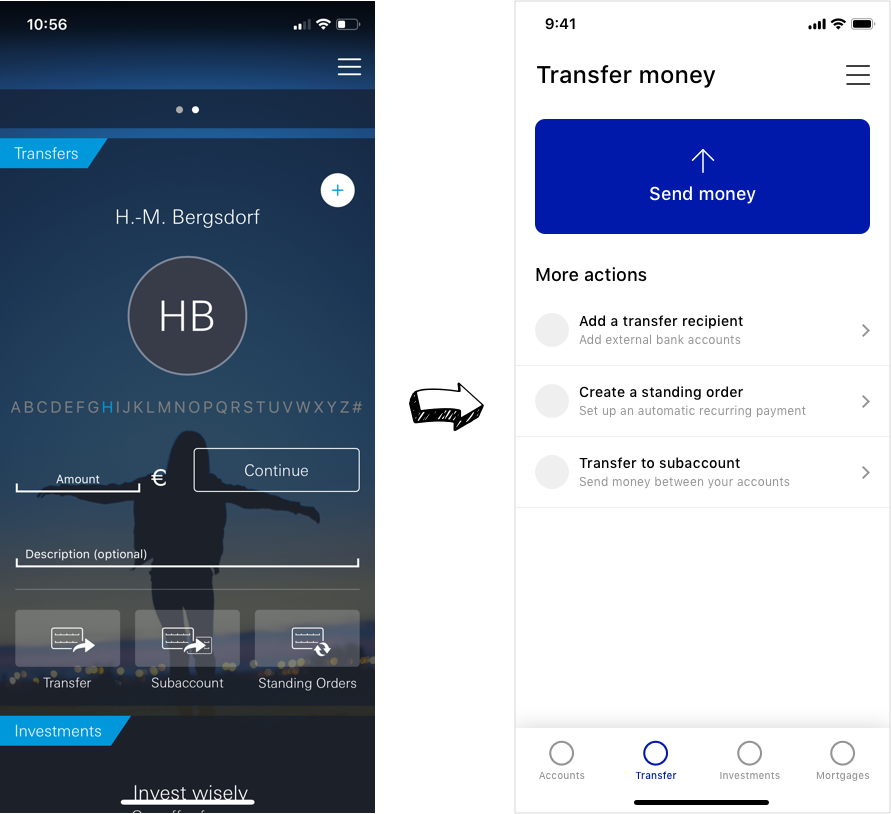 10:56
Transfers
+
H.-M. Bergsdorf
HB
ABCDEFGHIJKLMNOPQRSTUVWXYZ#
Amount
€
Continue
Description (optional)
Transfer
Subaccount
Standing Orders
Investments
Invest wisely
9:41
Transfer money
Send money
More actions
Add a transfer recipient
Add external bank accounts
Create a standing order
Set up an automatic recurring payment
Transfer to subaccount
Send money between your accounts
Accounts
Transfer
Investments
Mortgages